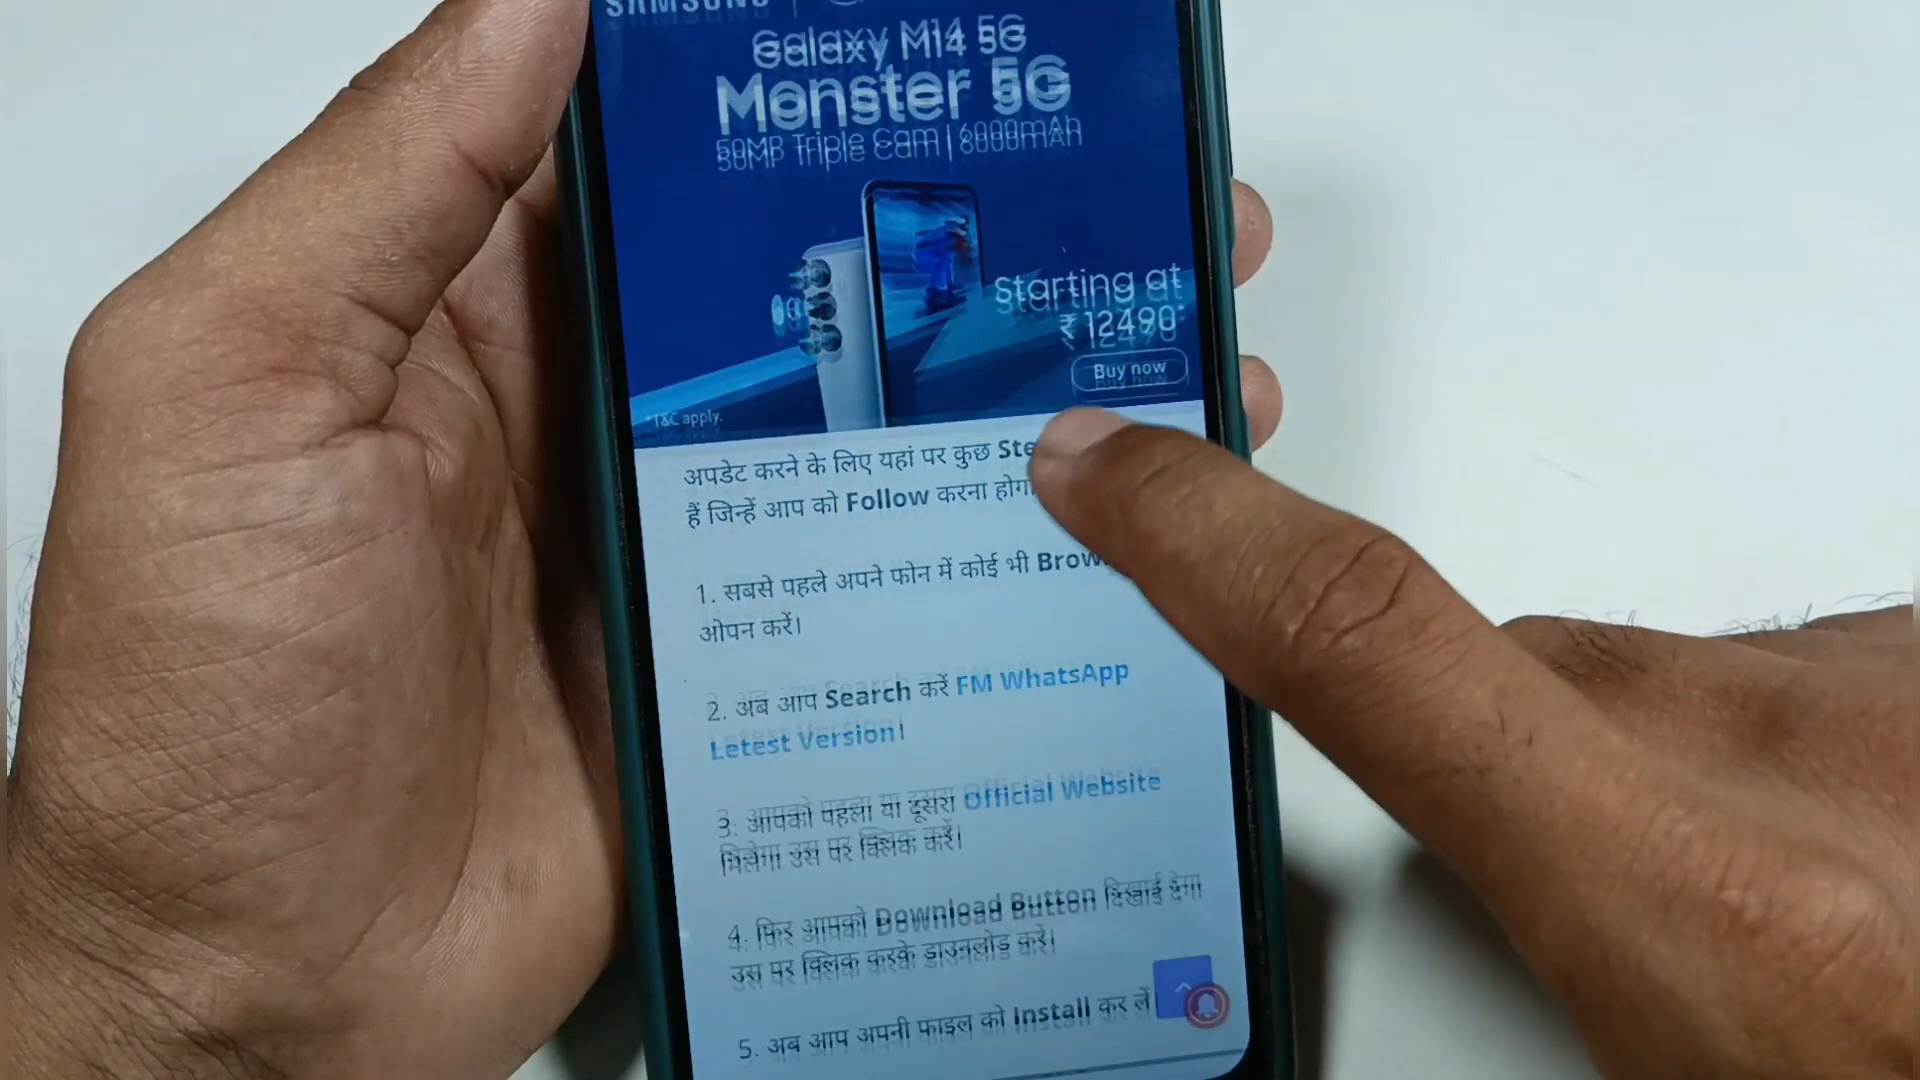 SAMSUNG
Galaxy M14 5G
Monster 5G
50MP Triple Cam | 6000mAh
Starting at
₹12490*
Buy now
*T&C apply.
अपडेट करने के लिए यहां पर कुछ
हैं जिन्हें आप को Follow करना होगा
1. सबसे पहले अपने फोन में कोई भी
ओपन करें।
2. अब आप Search करें FM WhatsApp
Letest Version।
3. आपको पहला या दूसरा Official Website
मिलेगा उस पर क्लिक करें।
4. फिर आपको Download Button दिखाई देगा
उस पर क्लिक करके डाउनलोड करें।
5. अब आप अपनी फाइल को Install कर लें